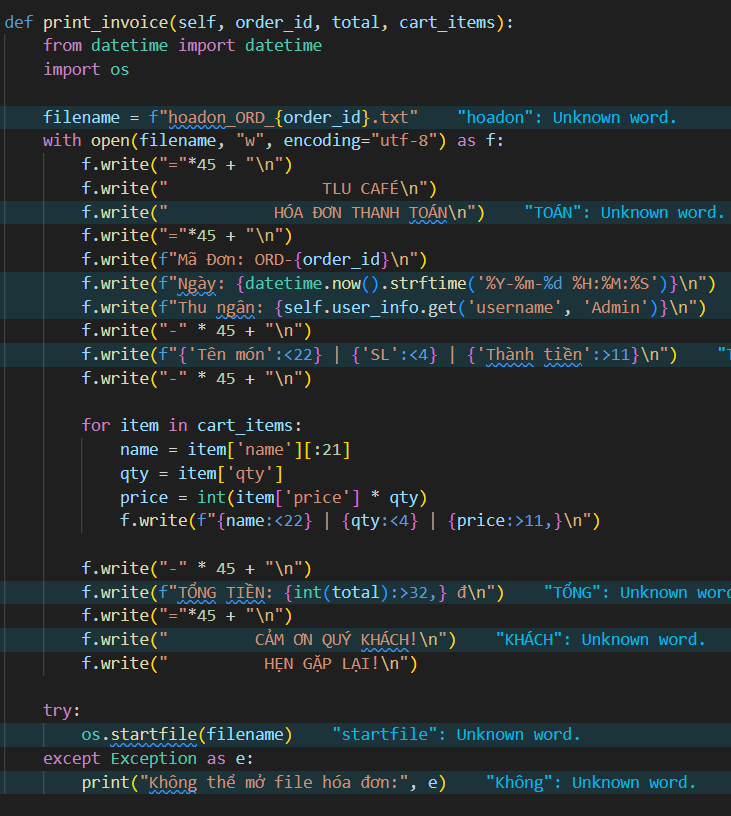 def print_invoice(self, order_id, total, cart_items):
    from datetime import datetime
    import os

    filename = f"hoadon_ORD_{order_id}.txt"    "hoadon": Unknown word.
    with open(filename, "w", encoding="utf-8") as f:
        f.write("="*45 + "\n")
        f.write("                TLU CAFÉ\n")
        f.write("           HÓA ĐƠN THANH TOÁN\n")    "TOÁN": Unknown word.
        f.write("="*45 + "\n")
        f.write(f"Mã Đơn: ORD-{order_id}\n")
        f.write(f"Ngày: {datetime.now().strftime('%Y-%m-%d %H:%M:%S')}\n")
        f.write(f"Thu ngân: {self.user_info.get('username', 'Admin')}\n")
        f.write("-" * 45 + "\n")
        f.write(f"{'Tên món':<22} | {'SL':<4} | {'Thành tiền':>11}\n")    "T
        f.write("-" * 45 + "\n")

        for item in cart_items:
            name = item['name'][:21]
            qty = item['qty']
            price = int(item['price'] * qty)
            f.write(f"{name:<22} | {qty:<4} | {price:>11,}\n")

        f.write("-" * 45 + "\n")
        f.write(f"TỔNG TIỀN: {int(total):>32,} đ\n")    "TỔNG": Unknown word
        f.write("="*45 + "\n")
        f.write("         CẢM ƠN QUÝ KHÁCH!\n")    "KHÁCH": Unknown word.
        f.write("          HẸN GẶP LẠI!\n")

    try:
        os.startfile(filename)    "startfile": Unknown word.
    except Exception as e:
        print("Không thể mở file hóa đơn:", e)    "Không": Unknown word.